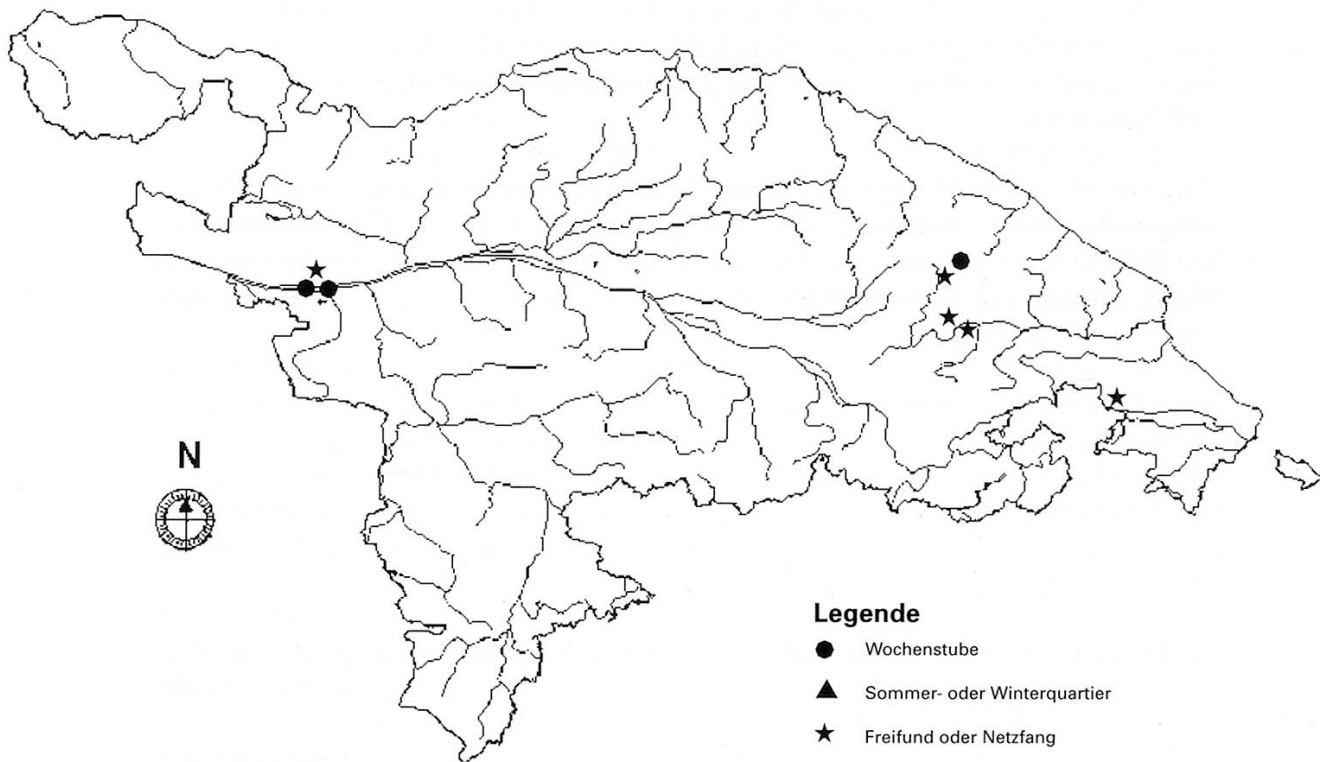 N
Legende
Wochenstube
Sommer- oder Winterquartier
Freifund oder Netzfang